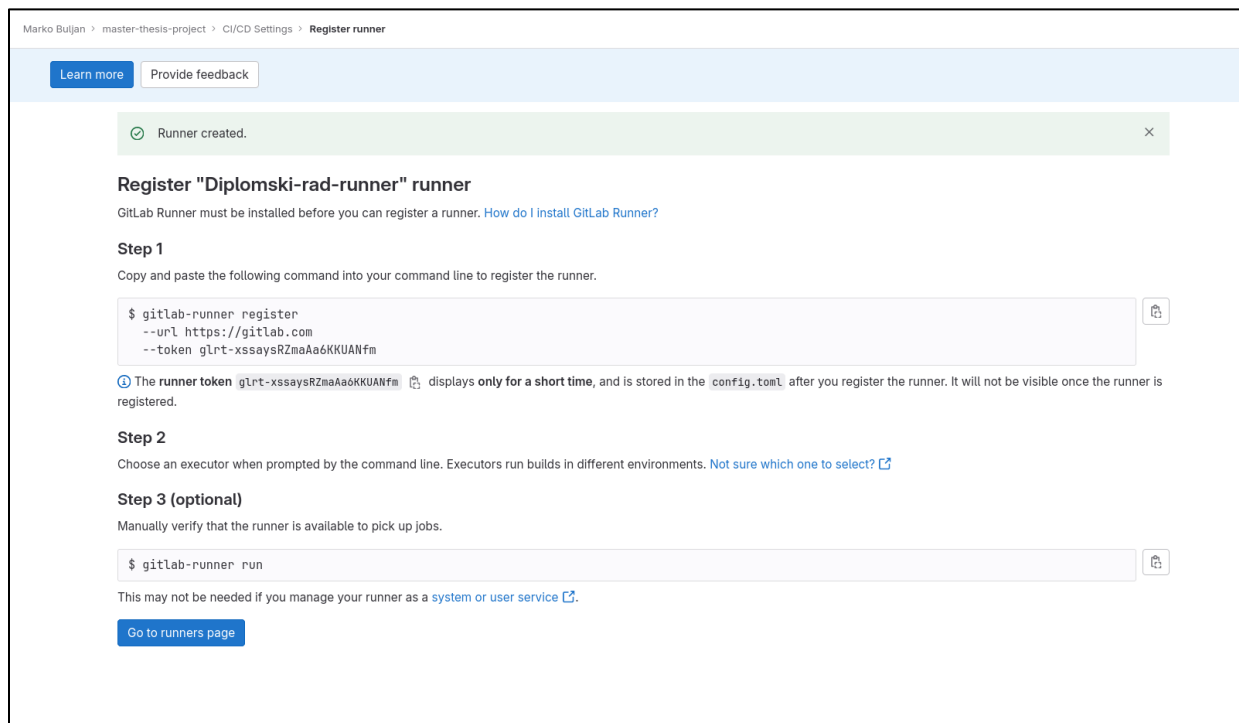 Marko Buljan > master-thesis-project > CI/CD Settings > Register runner
Learn more Provide feedback
Runner created.
Register "Diplomski-rad-runner" runner
GitLab Runner must be installed before you can register a runner. How do I install GitLab Runner?
Step 1
Copy and paste the following command into your command line to register the runner.
$ gitlab-runner register
--url https://gitlab.com
--token glrt-xssaysRZmaAa6KKUANfm
The runner token glrt-xssaysRZmaAa6KKUANfm displays only for a short time, and is stored in the config.toml after you register the runner. It will not be visible once the runner is
registered.
Step 2
Choose an executor when prompted by the command line. Executors run builds in different environments. Not sure which one to select?
Step 3 (optional)
Manually verify that the runner is available to pick up jobs.
$ gitlab-runner run
This may not be needed if you manage your runner as a system or user service.
Go to runners page